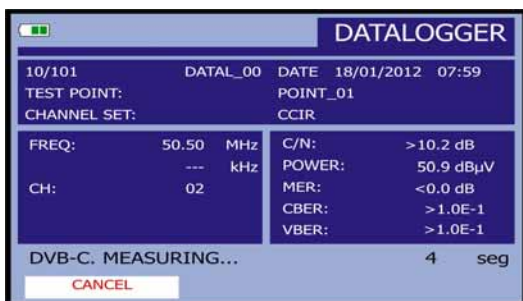 DATALOGGER
10/101 DATAL_00 DATE 18/01/2012 07:59
TEST POINT: POINT_01
CHANNEL SET: CCIR
FREQ: 50.50 MHz
--- kHz
CH: 02
C/N: >10.2 dB
POWER: 50.9 dBµV
MER: <0.0 dB
CBER: >1.0E-1
VBER: >1.0E-1
DVB-C. MEASURING... 4 seg
CANCEL